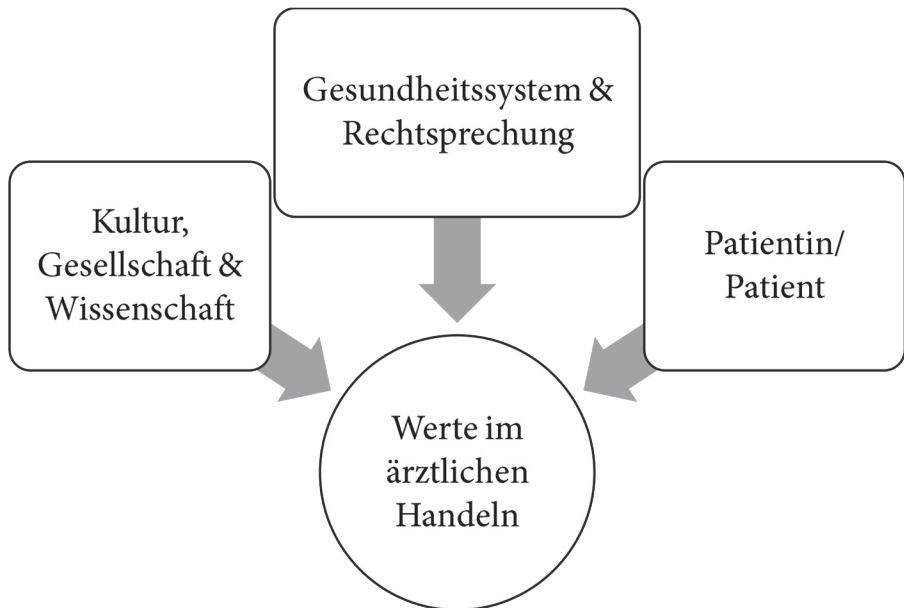 Gesundheitssystem &
Rechtsprechung
Kultur,
Gesellschaft &
Wissenschaft
Patientin/
Patient
Werte im
ärztlichen
Handeln